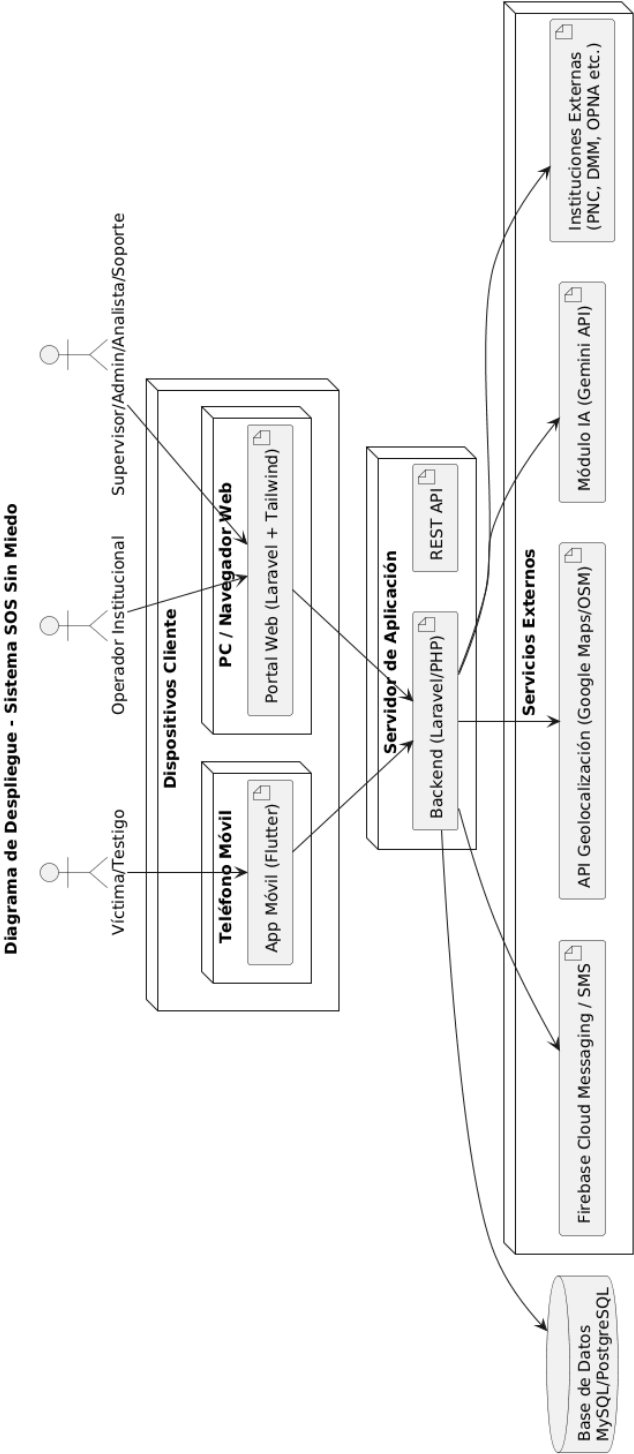 Diagrama de Despliegue - Sistema SOS Sin Miedo
Víctima/Testigo
Operador Institucional
Supervisor/Admin/Analista/Soporte
Dispositivos Cliente
Teléfono Móvil
App Móvil (Flutter)
PC / Navegador Web
Portal Web (Laravel + Tailwind)
Servidor de Aplicación
Backend (Laravel/PHP)
REST API
Servicios Externos
Base de Datos
MySQL/PostgreSQL
Firebase Cloud Messaging / SMS
API Geolocalización (Google Maps/OSM)
Módulo IA (Gemini API)
Instituciones Externas
(PNC, DMM, OPNA etc.)